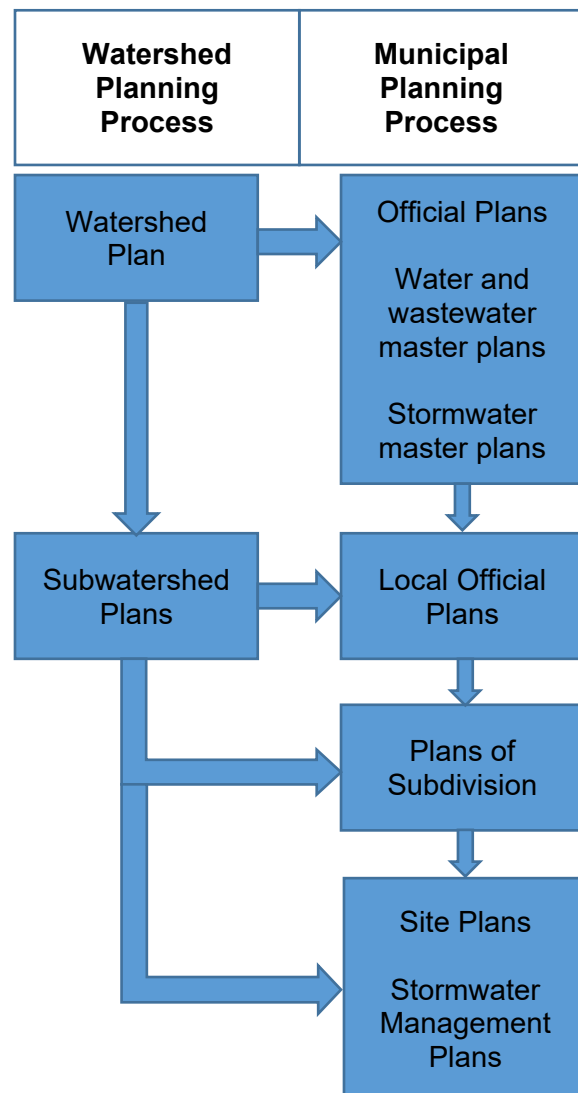 Watershed
Planning
Process
Municipal
Planning
Process
Watershed
Plan
Official Plans
Water and
wastewater
master plans
Stormwater
master plans
Subwatershed
Plans
Local Official
Plans
Plans of
Subdivision
Site Plans
Stormwater
Management
Plans